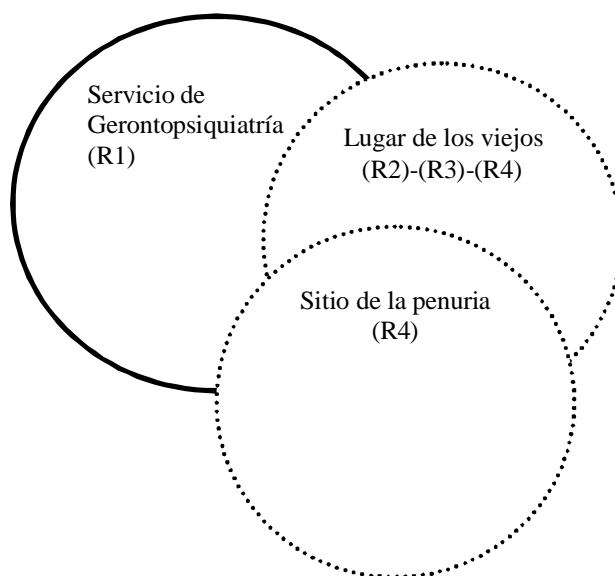 Servicio de
Gerontopsiquiatría
(R1)
Lugar de los viejos
(R2)-(R3)-(R4)
Sitio de la penuria
(R4)